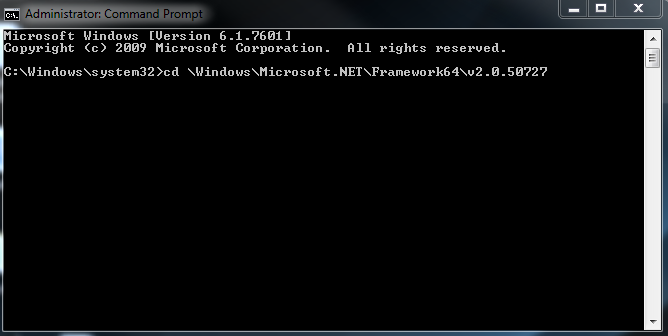 Administrator: Command Prompt
Microsoft Windows [Version 6.1.7601]
Copyright (c) 2009 Microsoft Corporation.  All rights reserved.
C:\Windows\system32>cd \Windows\Microsoft.NET\Framework64\v2.0.50727